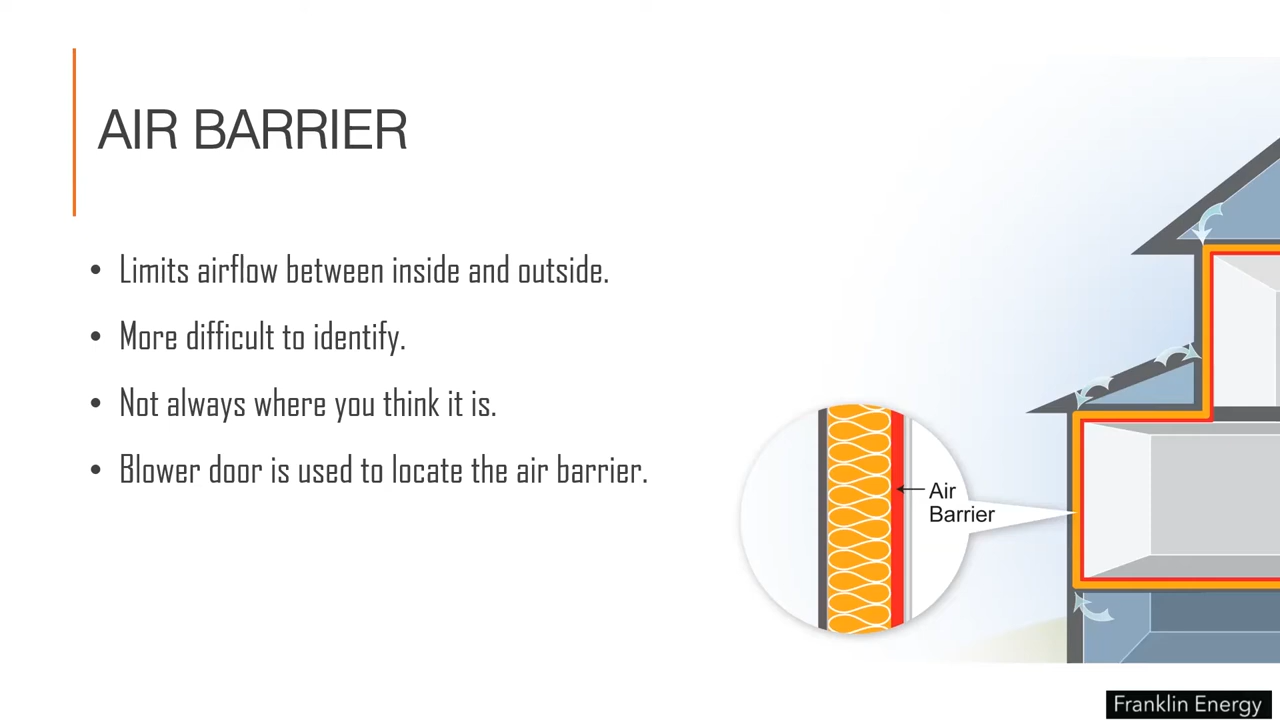 AIR BARRIER
• Limits airflow between inside and outside.
• More difficult to identify.
• Not always where you think it is.
• Blower door is used to locate the air barrier.
Air
Barrier
Franklin Energy